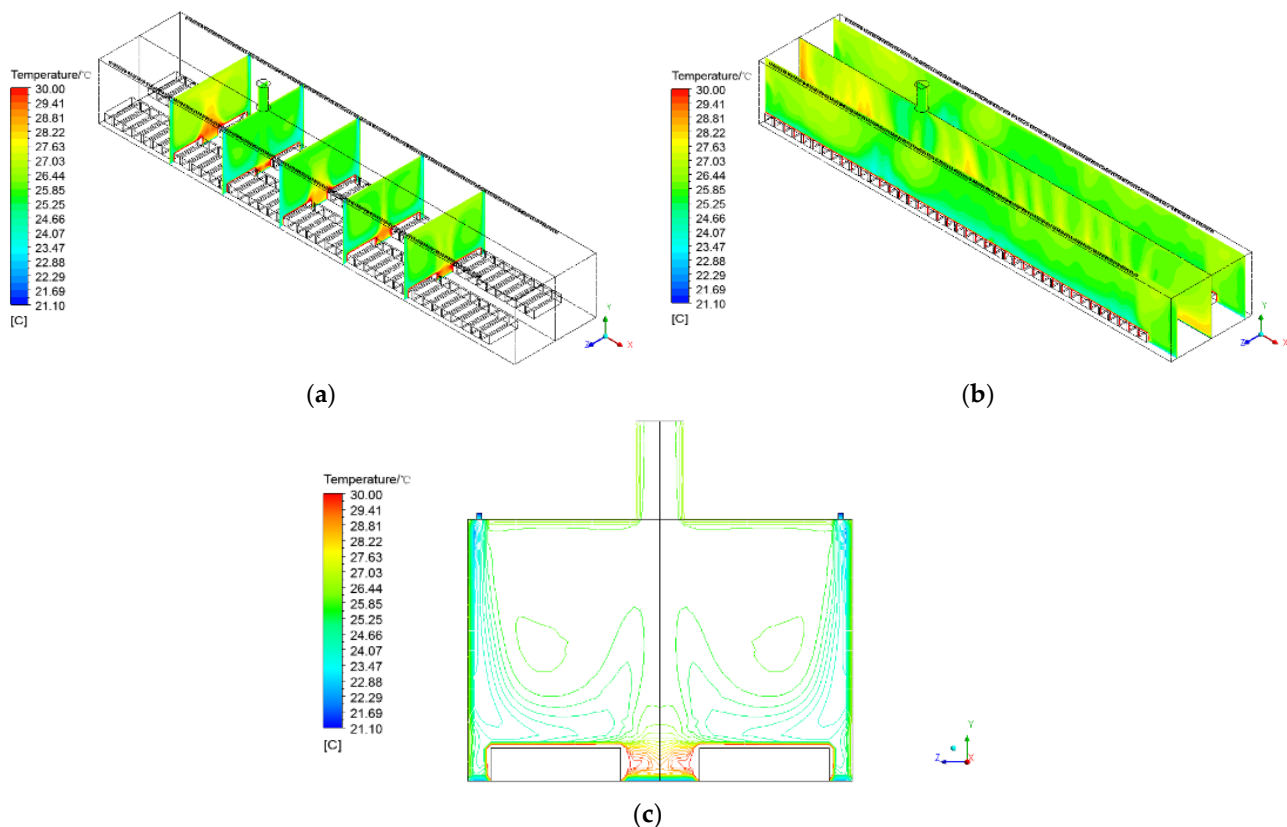 Temperature/℃
30.00
29.41
28.81
28.22
27.63
27.03
26.44
25.85
25.25
24.66
24.07
23.47
22.88
22.29
21.69
21.10
[C]
Y
Z
X
(a)
Temperature/℃
30.00
29.41
28.81
28.22
27.63
27.03
26.44
25.85
25.25
24.66
24.07
23.47
22.88
22.29
21.69
21.10
[C]
Y
Z
X
(b)
Temperature/℃
30.00
29.41
28.81
28.22
27.63
27.03
26.44
25.85
25.25
24.66
24.07
23.47
22.88
22.29
21.69
21.10
[C]
Y
Z
X
(c)